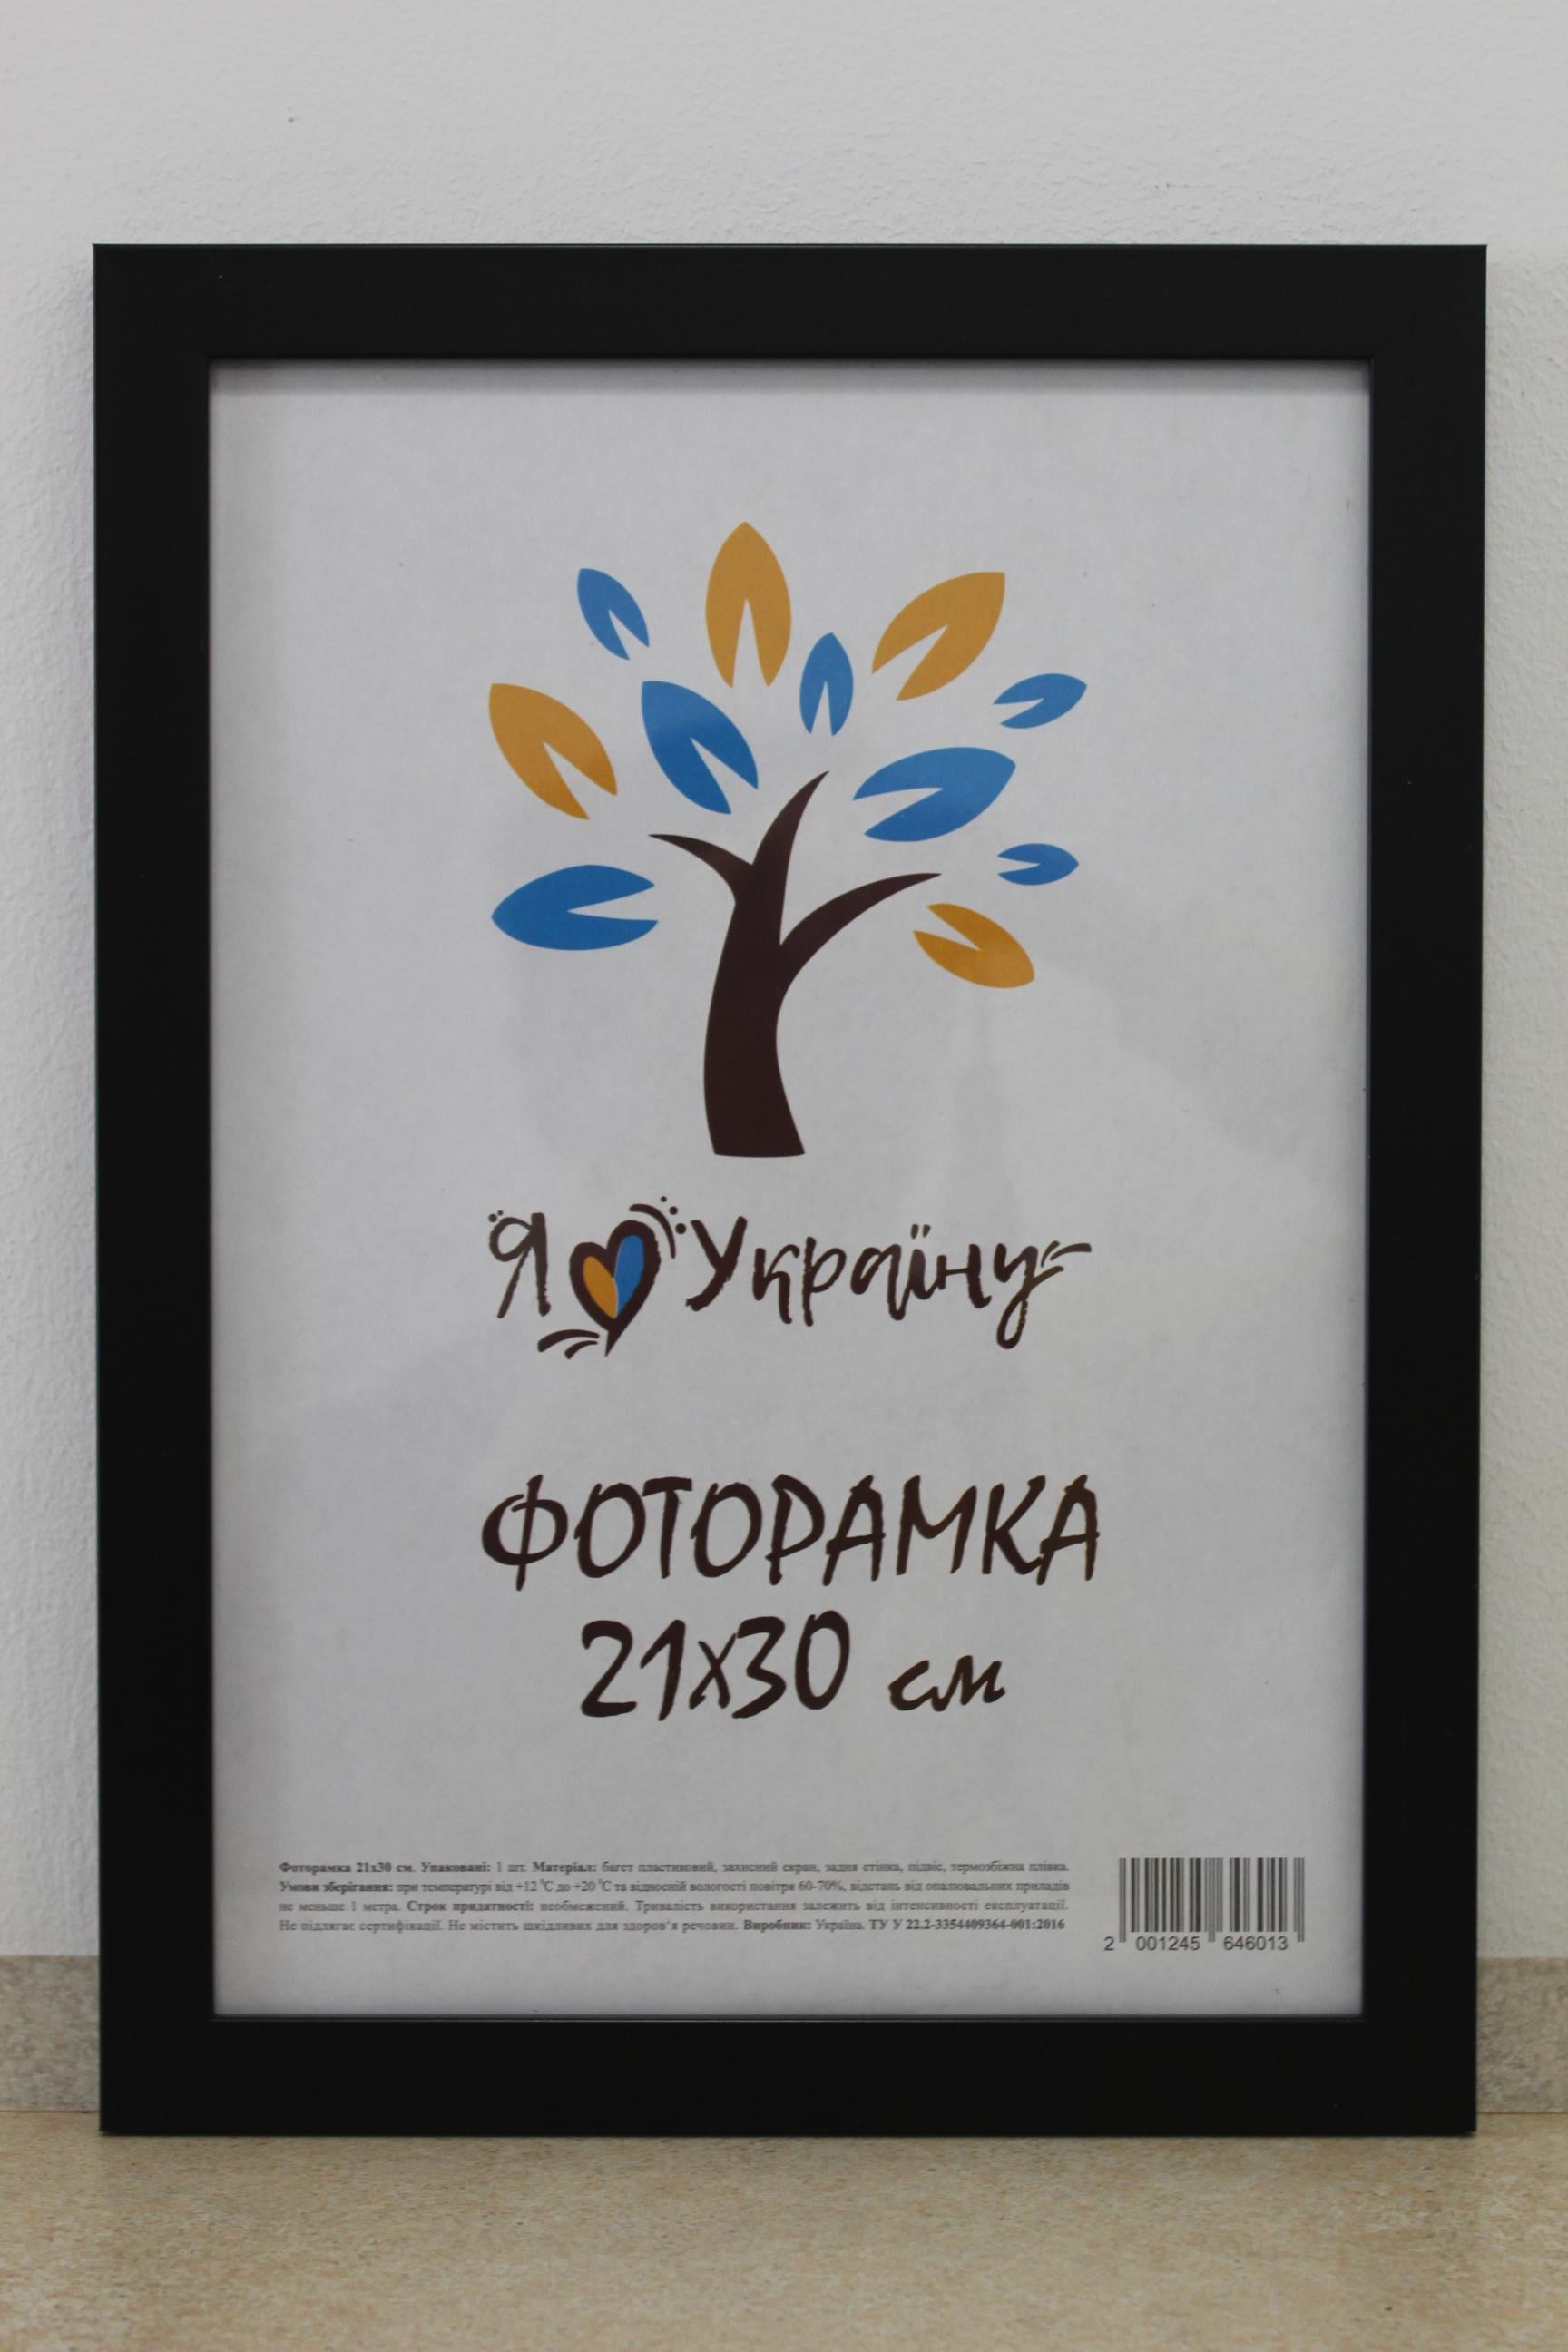 Я Україну
ФОТОРАМКА
21х30 см
Фоторамка 21х30 см. Упаковані: 1 шт. Матеріал: багет пластиковий, захисний екран, задня стінка, підвіс, термозбіжна плівка.
Умови зберігання: при температурі від +12 °С до +20 °С та відносній вологості повітря 60-70%, відстань від опалювальних приладів
не меньше 1 метра. Строк придатності: необмежений. Тривалість використання залежить від інтенсивності експлуатації.
Не підлягає сертифікації. Не містить шкідливих для здоров'я речовин. Виробник: Україна. ТУ У 22.2-3354409364-001:2016
2 001245 646013